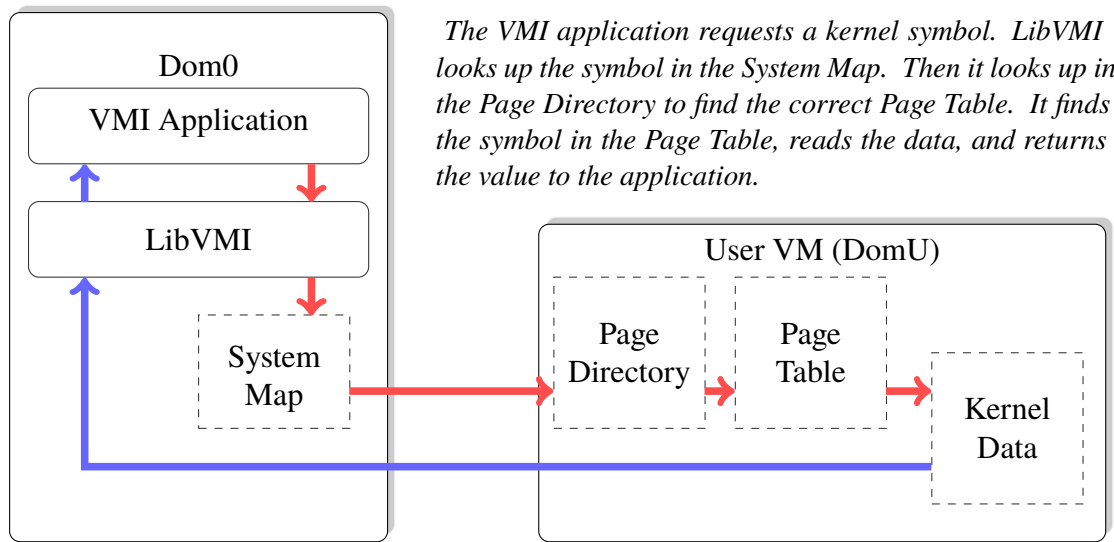 The VMI application requests a kernel symbol. LibVMI
looks up the symbol in the System Map. Then it looks up in
the Page Directory to find the correct Page Table. It finds
the symbol in the Page Table, reads the data, and returns
the value to the application.
Dom0
VMI Application
LibVMI
System
Map
User VM (DomU)
Page
Directory
Page
Table
Kernel
Data